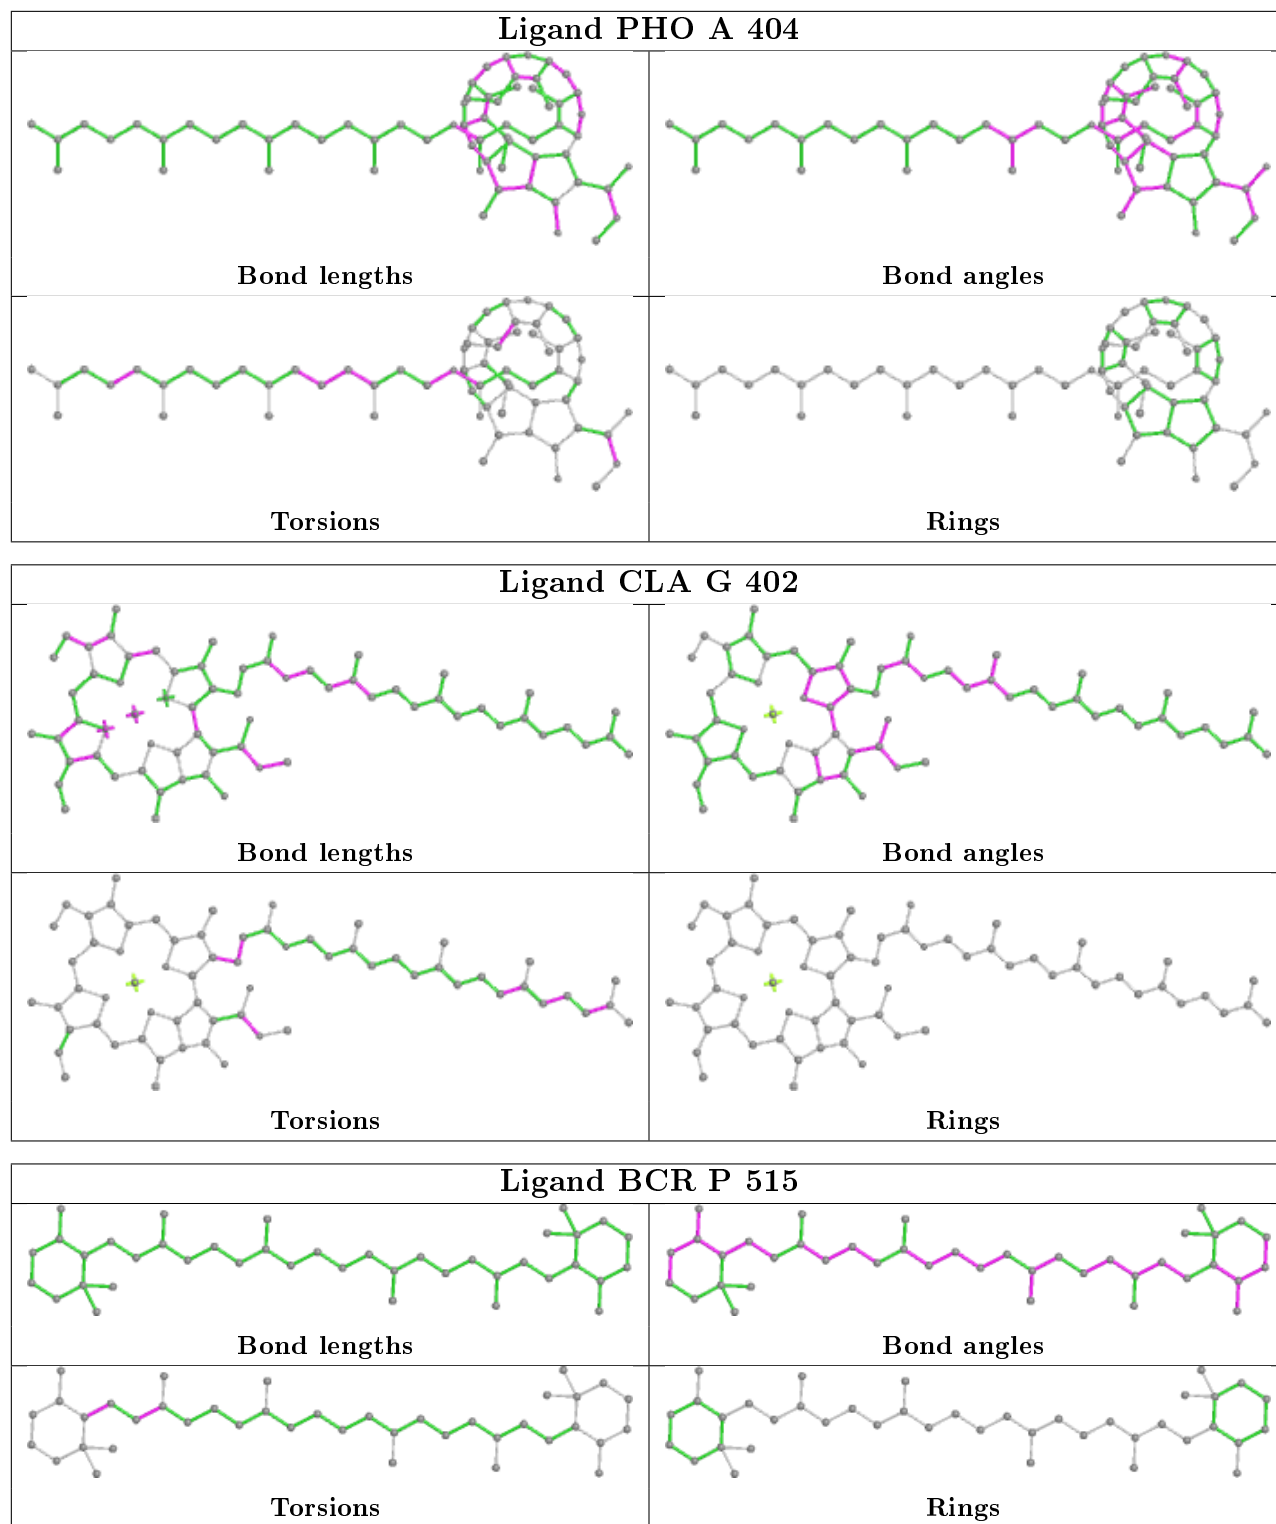 Ligand PHO A 404
Bond lengths
Bond angles
Torsions
Rings
Ligand CLA G 402
Bond lengths
Bond angles
Torsions
Rings
Ligand BCR P 515
Bond lengths
Bond angles
Torsions
Rings